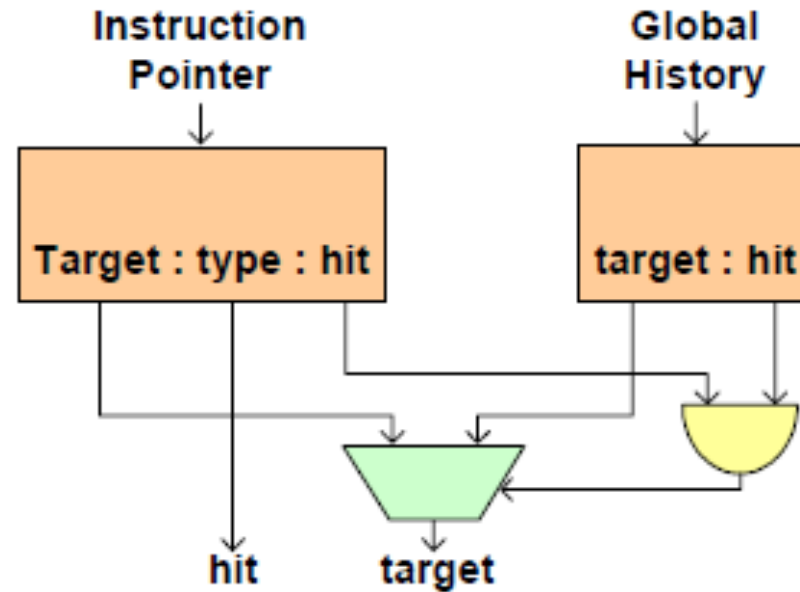 Instruction
Pointer
Global
History
Target : type : hit
target : hit
hit
target